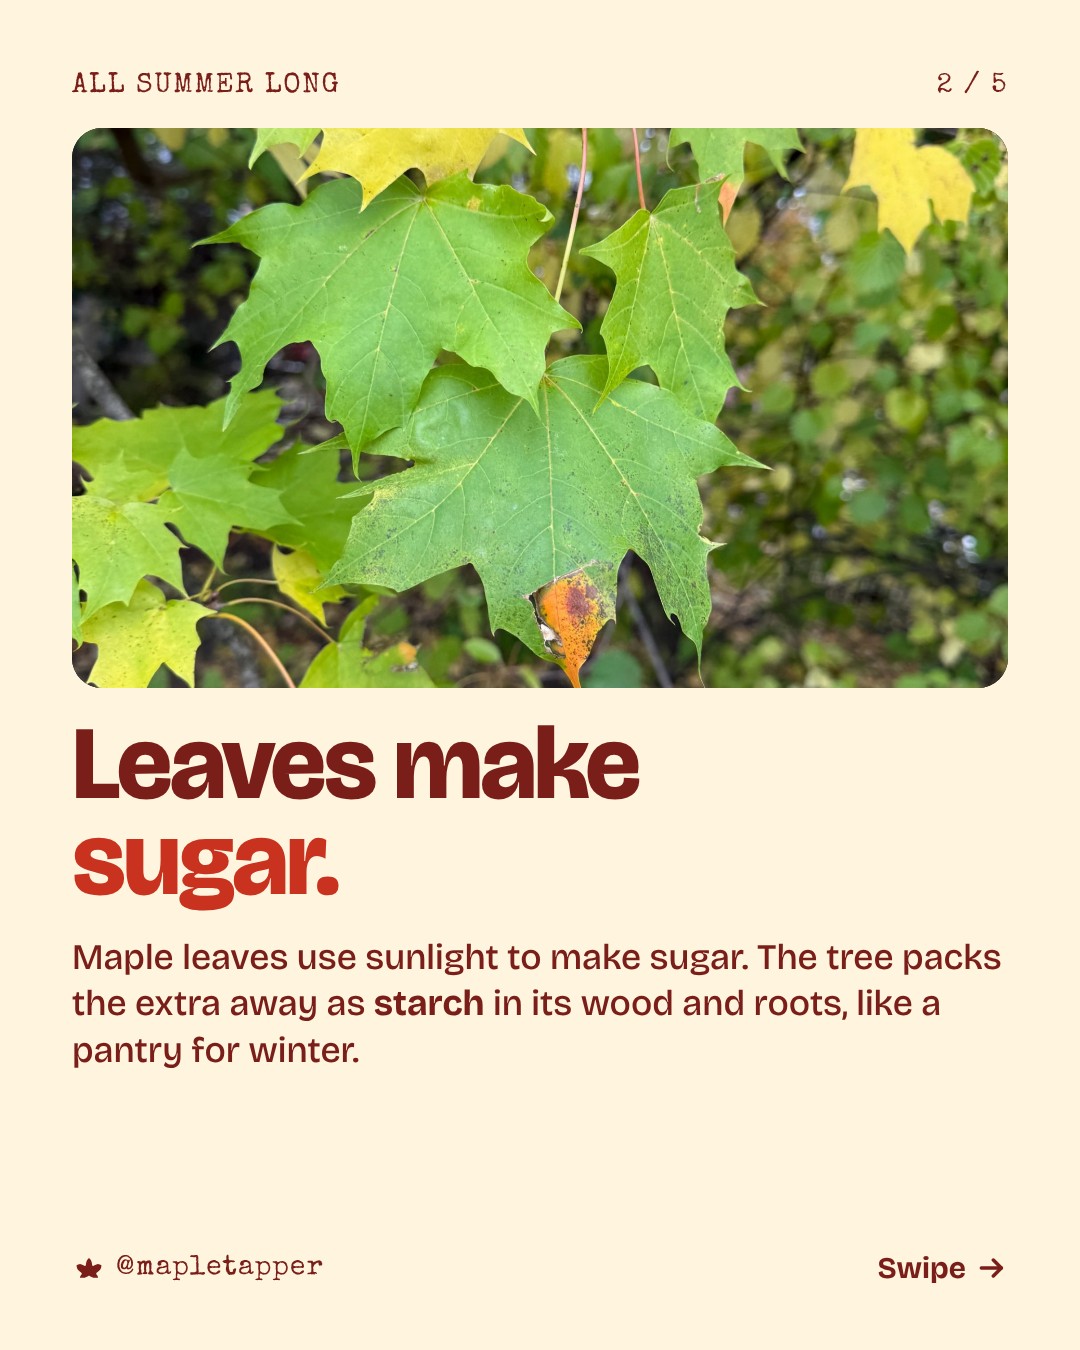 ALL SUMMER LONG
2 / 5
Leaves make
sugar.
Maple leaves use sunlight to make sugar. The tree packs
the extra away as starch in its wood and roots, like a
pantry for winter.
@mapletapper
Swipe →